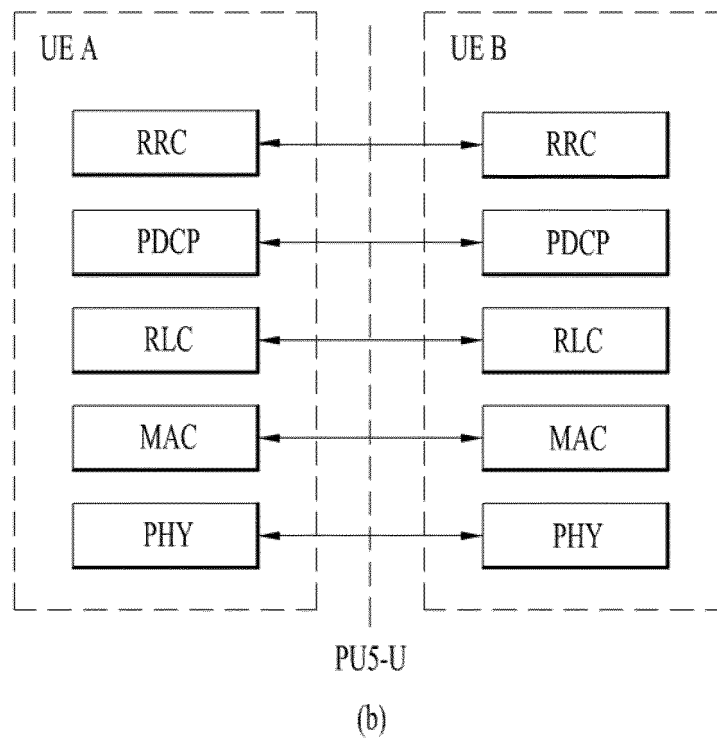 UE A
UE B
RRC
RRC
PDCP
PDCP
RLC
RLC
MAC
MAC
PHY
PHY
PU5-U
(b)